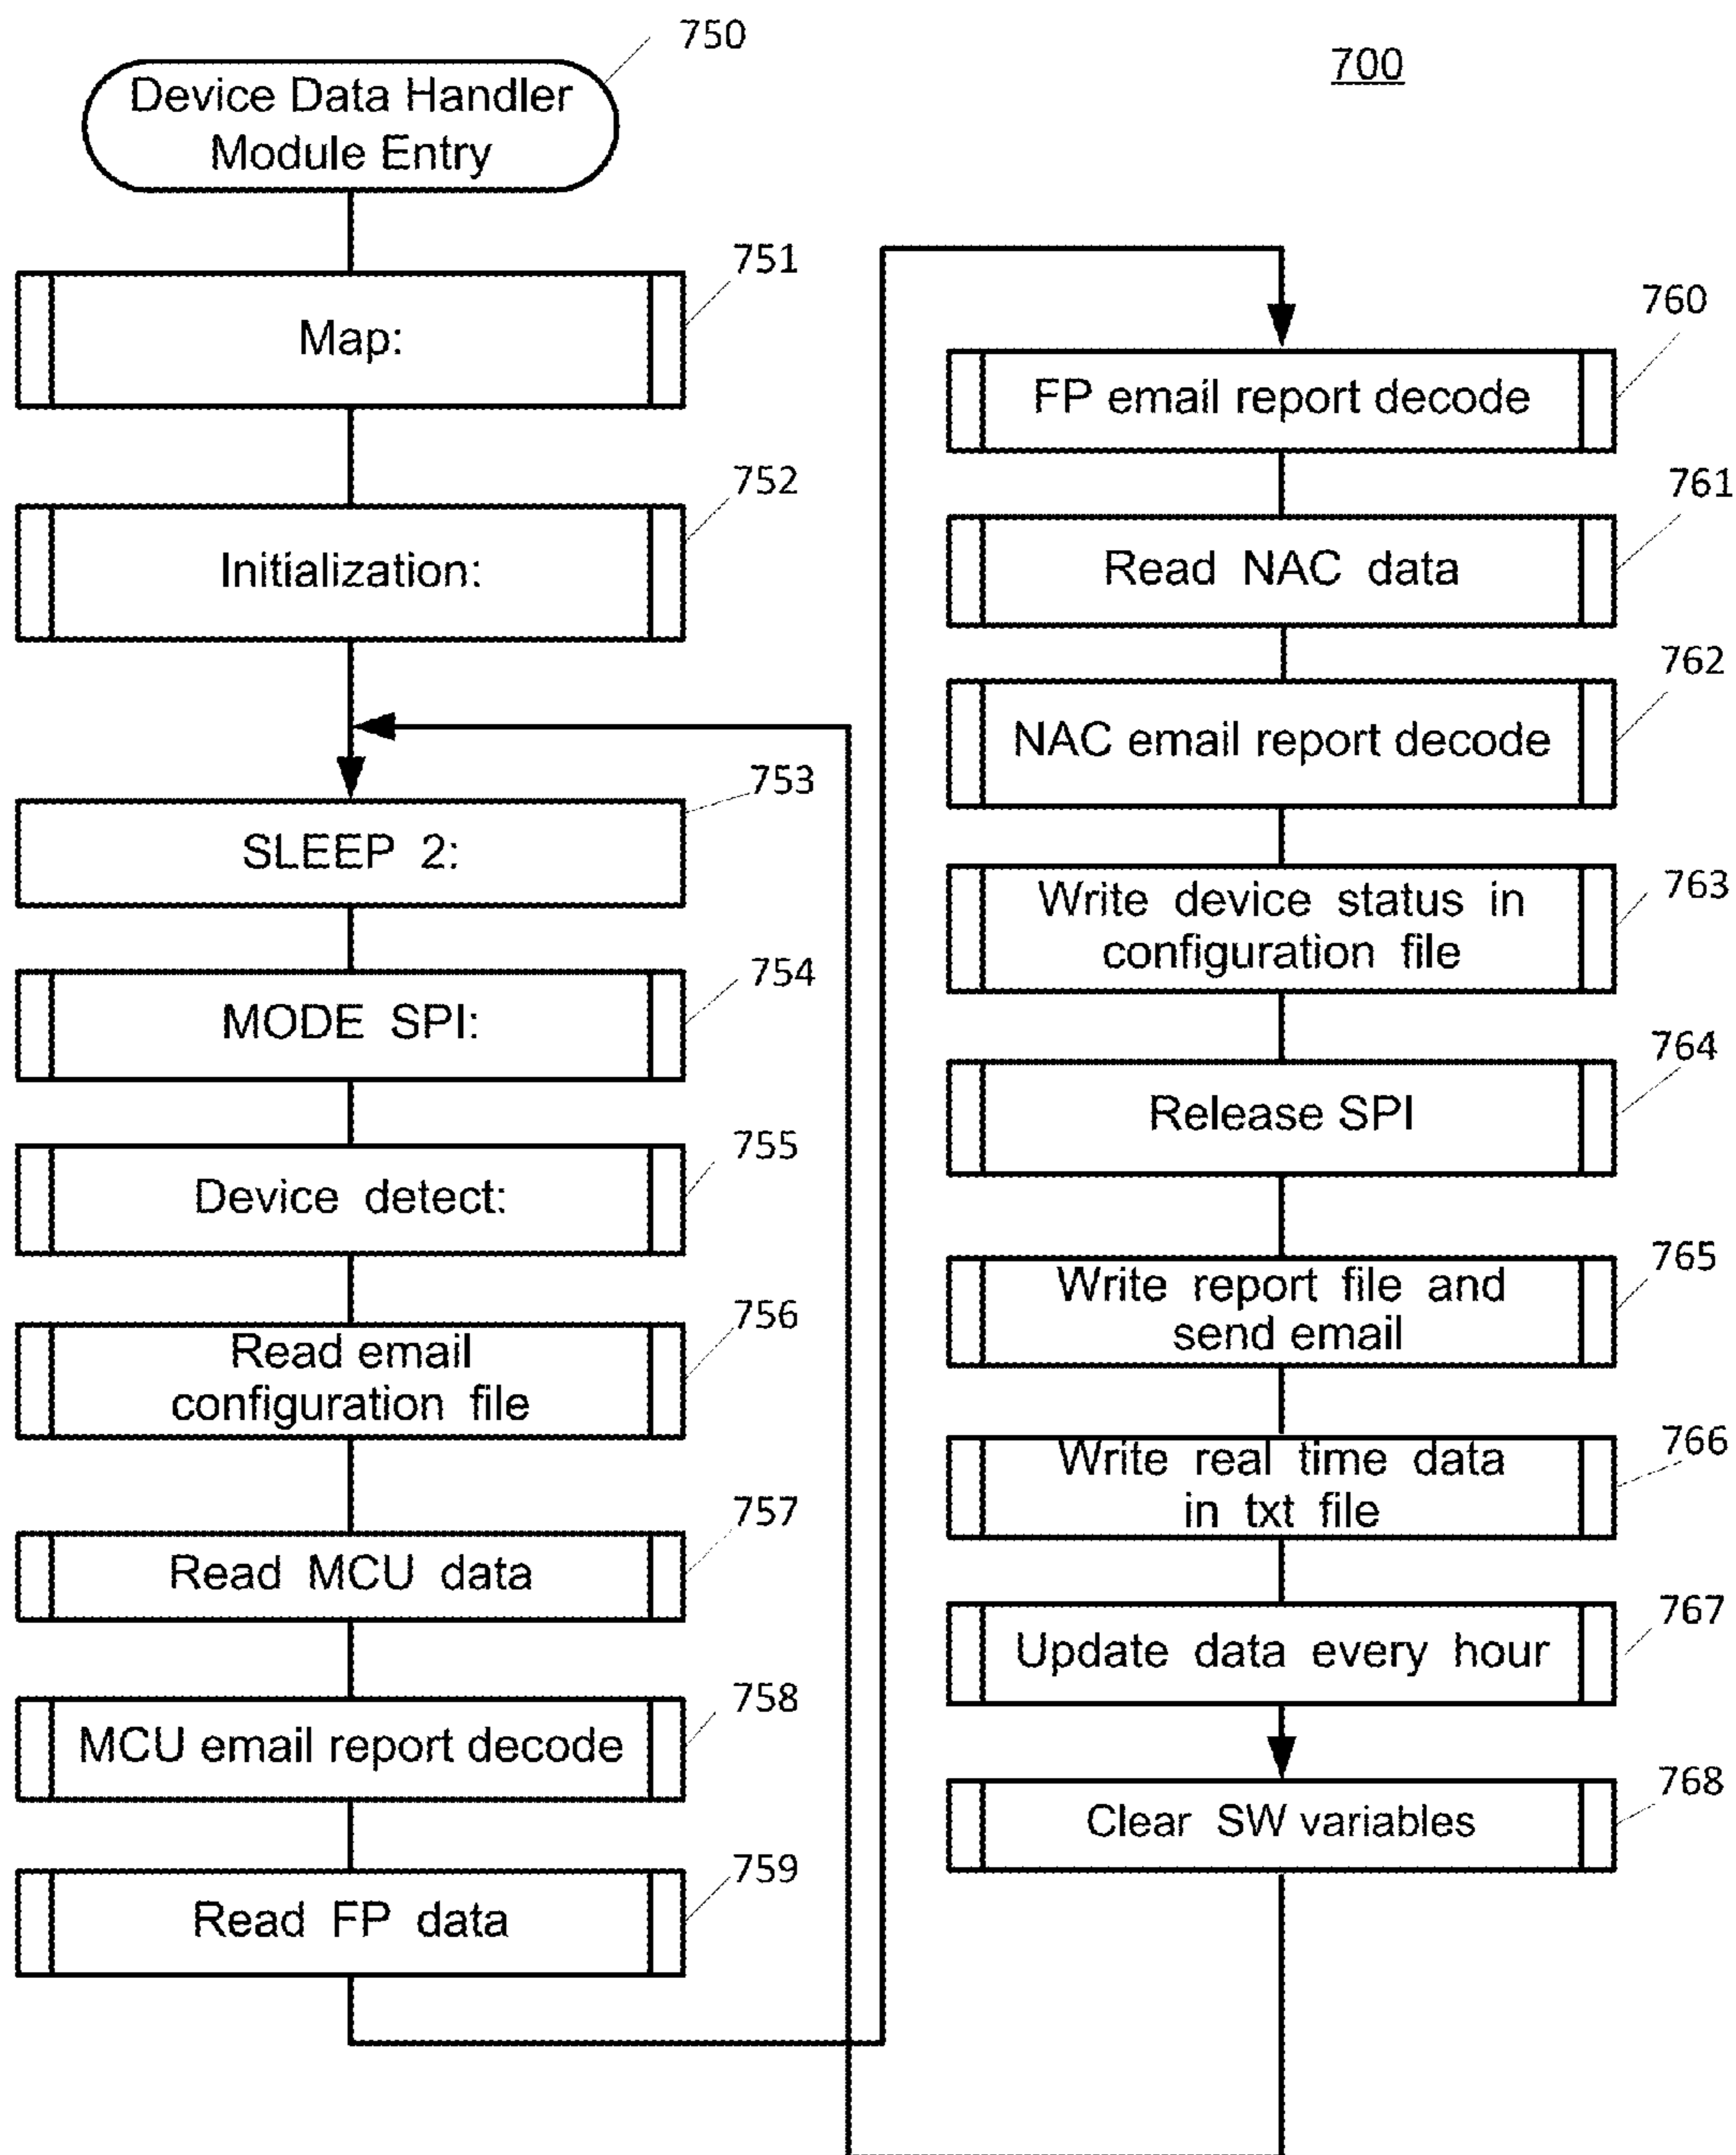 750
700
Device Data Handler
Module Entry
751
Map:
752
Initialization:
753
SLEEP 2:
754
MODE SPI:
755
Device detect:
756
Read email
configuration file
757
Read MCU data
758
MCU email report decode
759
Read FP data
760
FP email report decode
761
Read NAC data
762
NAC email report decode
763
Write device status in
configuration file
764
Release SPI
765
Write report file and
send email
766
Write real time data
in txt file
767
Update data every hour
768
Clear SW variables